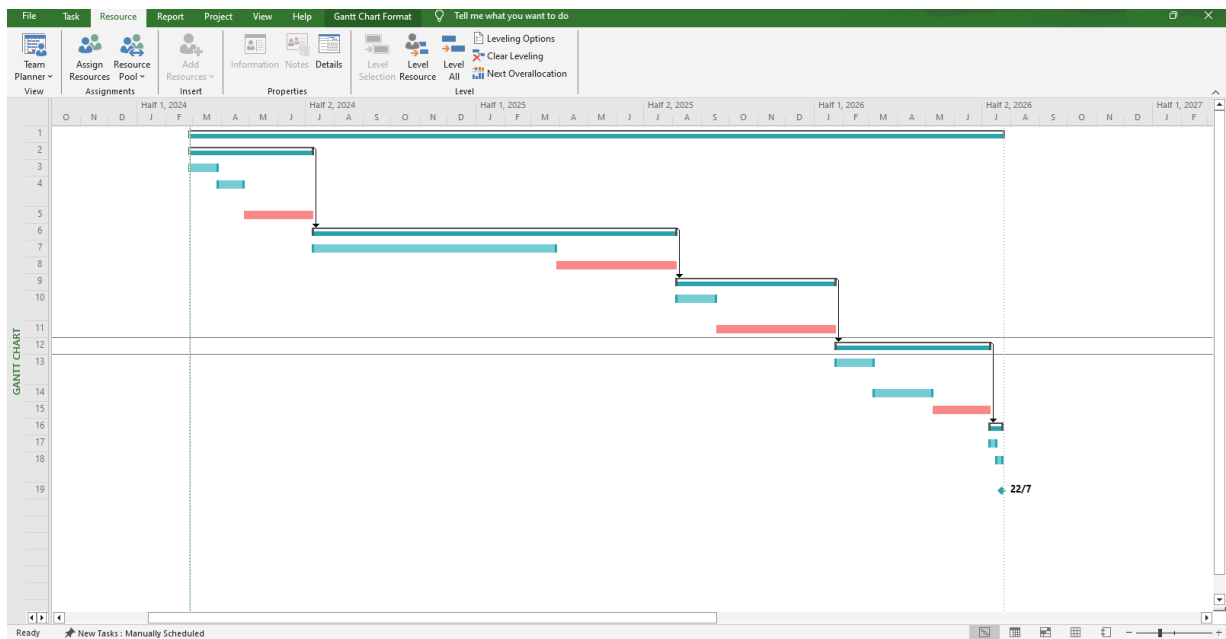 File Task Resource Report Project View Help Gantt Chart Format Tell me what you want to do
Team Planner
Assign Resources
Resource Pool
Add Resources
Information
Notes
Details
Level Selection
Level Resource
Level All
Leveling Options
Clear Leveling
Next Overallocation
View Assignments Insert Properties Level
Half 1, 2024 Half 2, 2024 Half 1, 2025 Half 2, 2025 Half 1, 2026 Half 2, 2026 Half 1, 2027
O N D J F M A M J J A S O N D J F M A M J J A S O N D J F M A M J J A S O N D J F
1
2
3
4
5
6
7
8
9
10
11
12
13
14
15
16
17
18
19 22/7
GANTT CHART
Ready New Tasks : Manually Scheduled